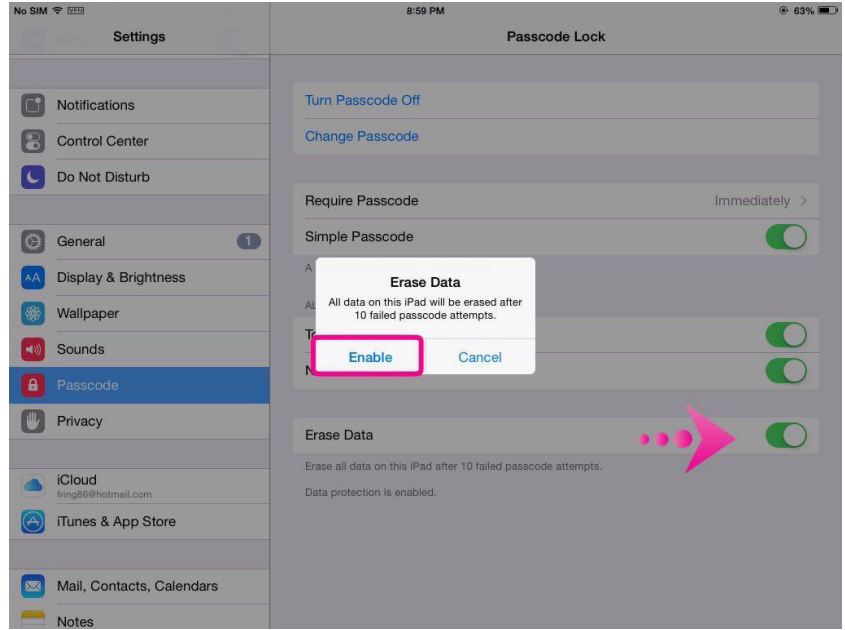 No SIM VPN
8:59 PM
63%
Settings
Passcode Lock
VPN
Notifications
Control Center
Do Not Disturb
General
1
Display & Brightness
Wallpaper
Sounds
Passcode
Privacy
iCloud
fring86@hotmail.com
iTunes & App Store
Mail, Contacts, Calendars
Notes
Turn Passcode Off
Change Passcode
Require Passcode
Immediately
Simple Passcode
A
Erase Data
All data on this iPad will be erased after
10 failed passcode attempts.
Enable
Cancel
Erase Data
Erase all data on this iPad after 10 failed passcode attempts.
Data protection is enabled.